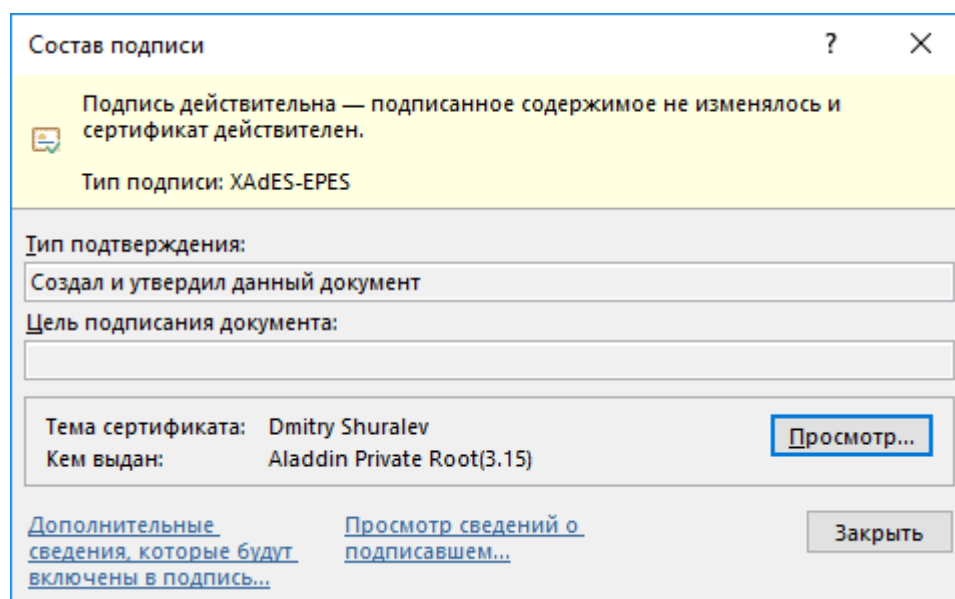 Состав подписи
?
Подпись действительна — подписанное содержимое не изменялось и
сертификат действителен.
Тип подписи: XAdES-EPES
Тип подтверждения:
Создал и утвердил данный документ
Цель подписания документа:
Тема сертификата: Dmitry Shuralev
Кем выдан: Aladdin Private Root(3.15)
Просмотр...
Дополнительные
сведения, которые будут
включены в подпись...
Просмотр сведений о
подписавшем...
Закрыть